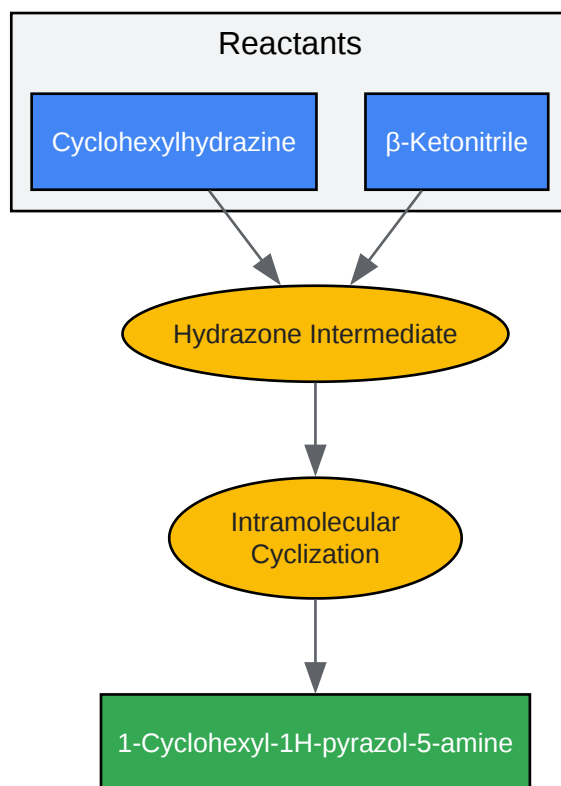 Reactants
Cyclohexylhydrazine
β-Ketonitrile
Hydrazone Intermediate
Intramolecular
Cyclization
1-Cyclohexyl-1H-pyrazol-5-amine